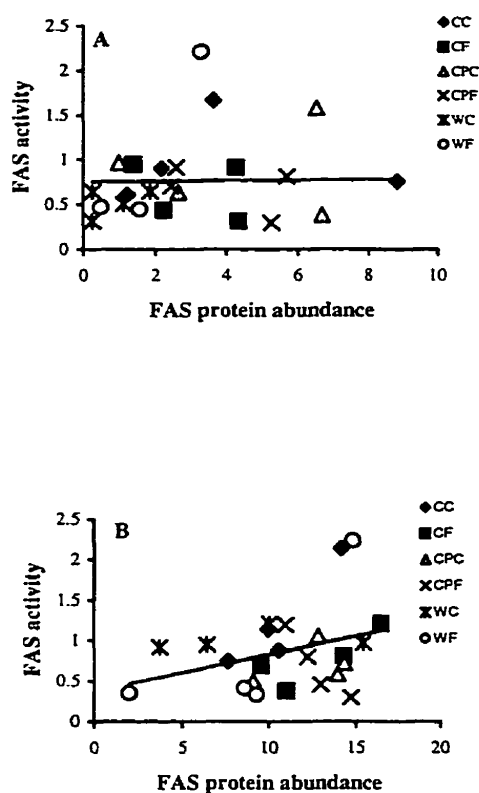 A
FAS activity
2.5
2
1.5
1
0.5
0
0 2 4 6 8 10
FAS protein abundance
CC
CF
CPC
CPF
WC
WF
B
FAS activity
2.5
2
1.5
1
0.5
0
0 5 10 15 20
FAS protein abundance
CC
CF
CPC
CPF
WC
WF